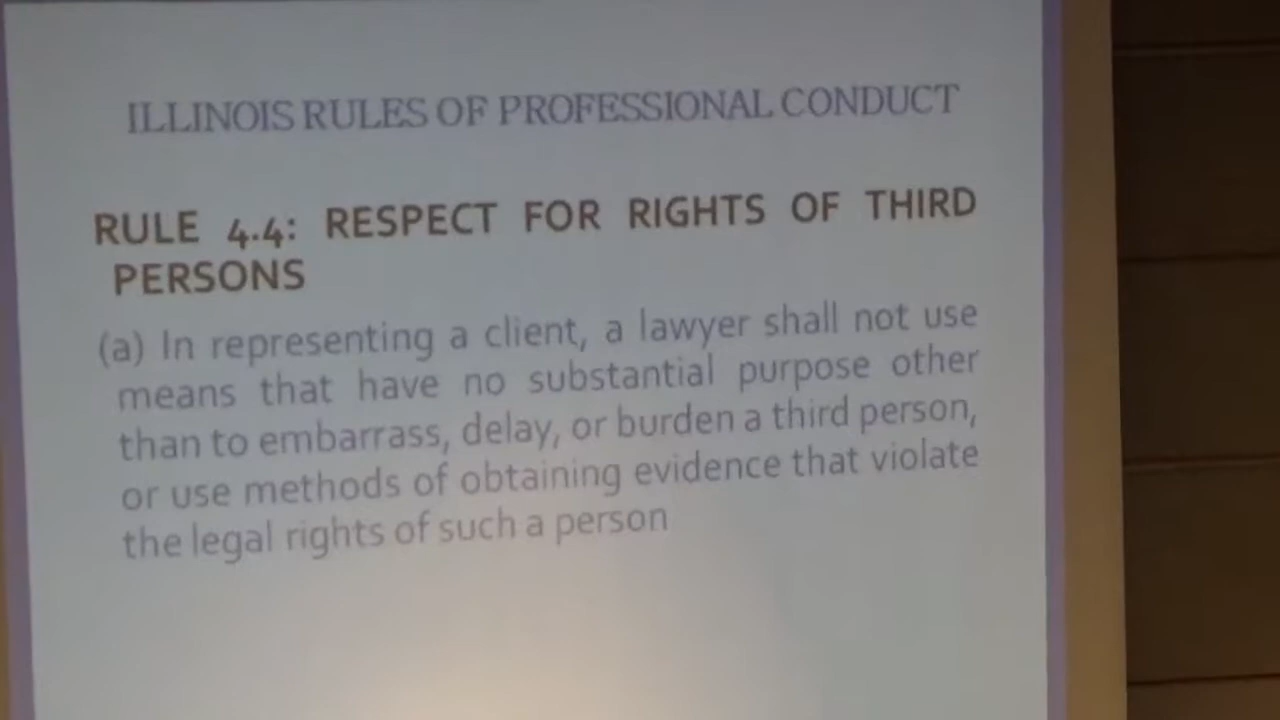 ILLINOIS RULES OF PROFESSIONAL CONDUCT
RULE 4.4: RESPECT FOR RIGHTS OF THIRD
PERSONS
(a) In representing a client, a lawyer shall not use
means that have no substantial purpose other
than to embarrass, delay, or burden a third person,
or use methods of obtaining evidence that violate
the legal rights of such a person